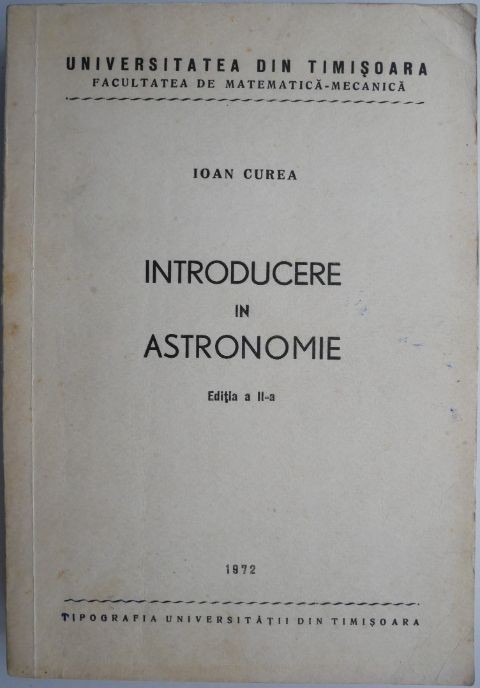 UNIVERSITATEA DIN TIMIŞOARA
FACULTATEA DE MATEMATICĂ-MECANICĂ
IOAN CUREA
INTRODUCERE
IN
ASTRONOMIE
Ediţia a II-a
1972
TIPOGRAFIA UNIVERSITĂŢII DIN TIMIŞOARA